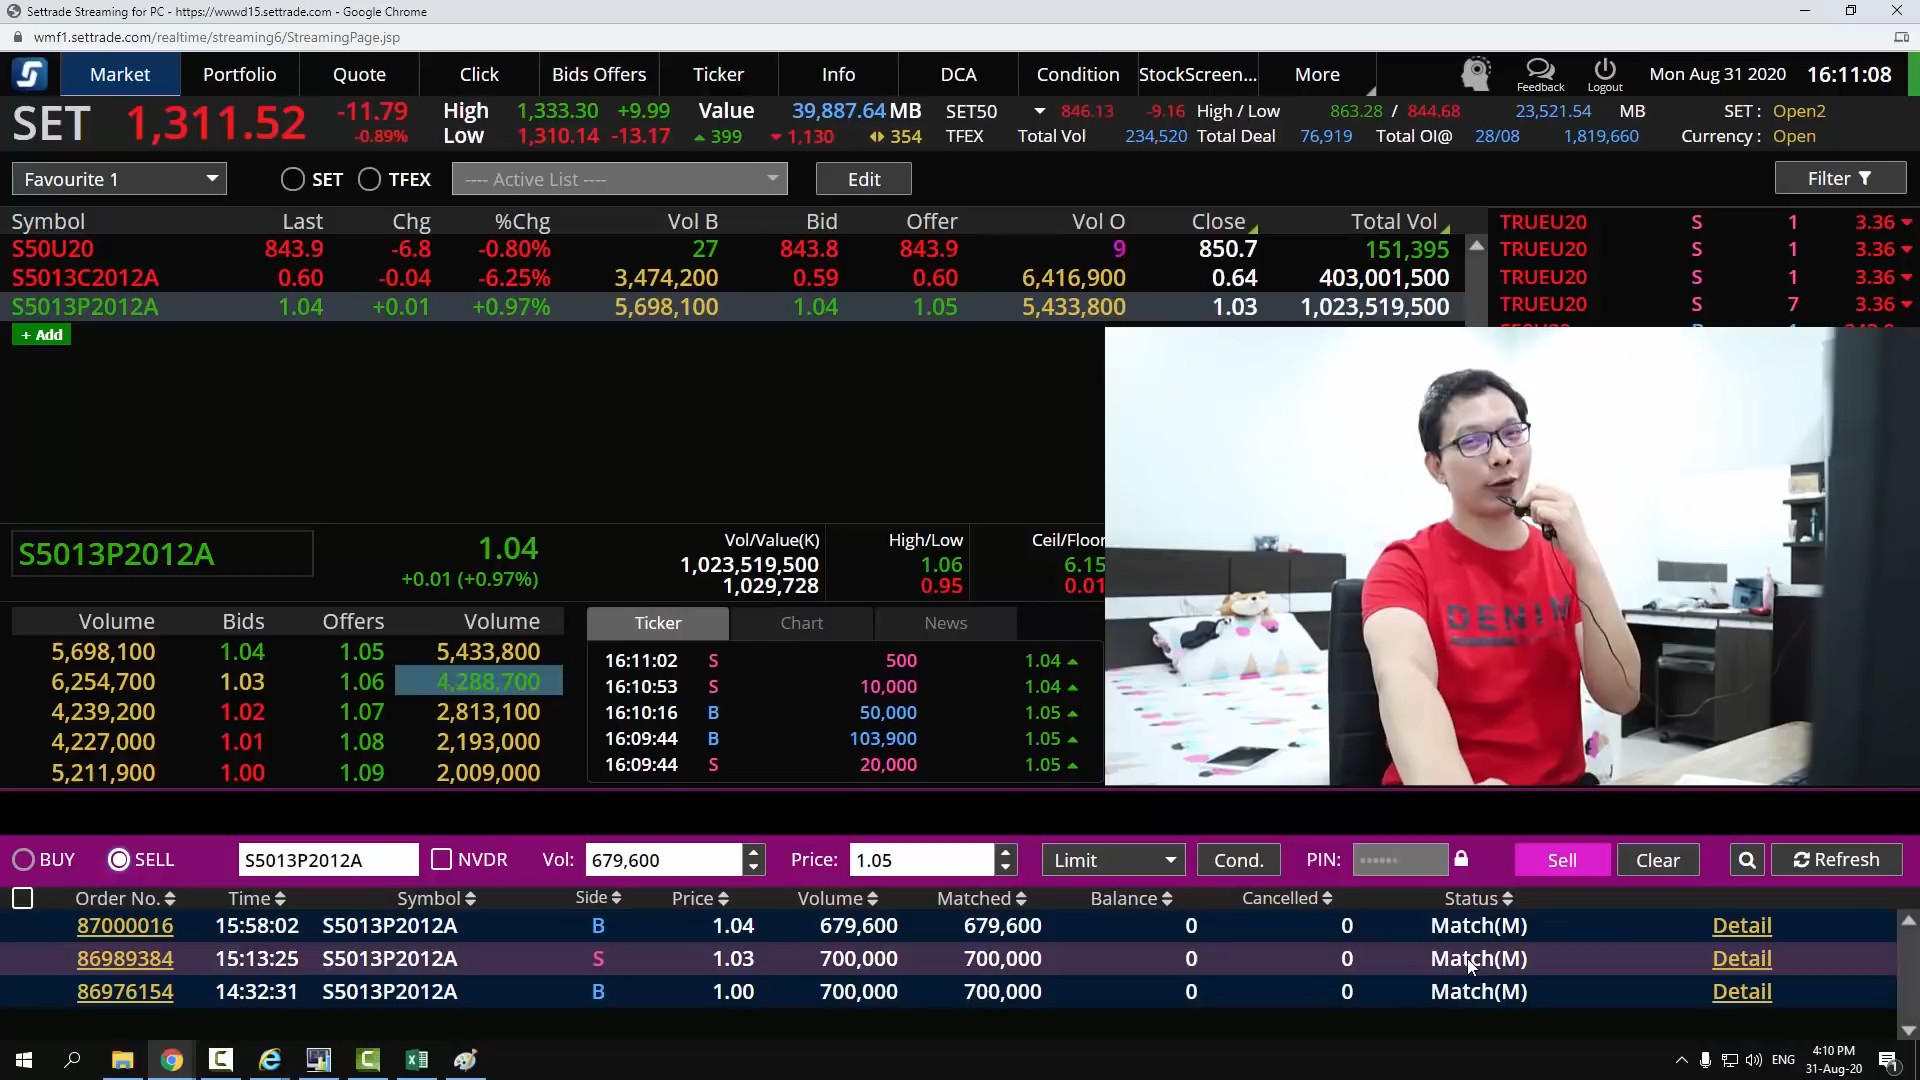 Settrade Streaming for PC - https://wwwd15.settrade.com - Google Chrome
wmf1.settrade.com/realtime/streaming6/StreamingPage.jsp
Market Portfolio Quote Click Bids Offers Ticker Info DCA Condition StockScreen... More Feedback Logout Mon Aug 31 2020 16:11:08
SET 1,311.52 -11.79 -0.89%
High 1,333.30 +9.99 Value 39,887.64 MB SET50 846.13 -9.16 High / Low 863.28 / 844.68 23,521.54 MB SET : Open2
Low 1,310.14 -13.17 399 1,130 354 TFEX Total Vol 234,520 Total Deal 76,919 Total OI@ 28/08 1,819,660 Currency : Open
Favourite 1 SET TFEX ---- Active List ---- Edit Filter
Symbol Last Chg %Chg Vol B Bid Offer Vol O Close Total Vol
S50U20 843.9 -6.8 -0.80% 27 843.8 843.9 9 850.7 151,395
S5013C2012A 0.60 -0.04 -6.25% 3,474,200 0.59 0.60 6,416,900 0.64 403,001,500
S5013P2012A 1.04 +0.01 +0.97% 5,698,100 1.04 1.05 5,433,800 1.03 1,023,519,500
+ Add
TRUEU20 S 1 3.36
TRUEU20 S 1 3.36
TRUEU20 S 1 3.36
TRUEU20 S 7 3.36
S5013P2012A 1.04 +0.01 (+0.97%)
Vol/Value(K) High/Low Ceil/Floor
1,023,519,500 1.06 6.15
1,029,728 0.95 0.01
Volume Bids Offers Volume
5,698,100 1.04 1.05 5,433,800
6,254,700 1.03 1.06 4,288,700
4,239,200 1.02 1.07 2,813,100
4,227,000 1.01 1.08 2,193,000
5,211,900 1.00 1.09 2,009,000
Ticker Chart News
16:11:02 S 500 1.04
16:10:53 S 10,000 1.04
16:10:16 B 50,000 1.05
16:09:44 B 103,900 1.05
16:09:44 S 20,000 1.05
DENIM
BUY SELL S5013P2012A NVDR Vol: 679,600 Price: 1.05 Limit Cond. PIN: Sell Clear Refresh
Order No. Time Symbol Side Price Volume Matched Balance Cancelled Status
87000016 15:58:02 S5013P2012A B 1.04 679,600 679,600 0 0 Match(M) Detail
86989384 15:13:25 S5013P2012A S 1.03 700,000 700,000 0 0 Match(M) Detail
86976154 14:32:31 S5013P2012A B 1.00 700,000 700,000 0 0 Match(M) Detail
ENG 4:10 PM
31-Aug-20 1